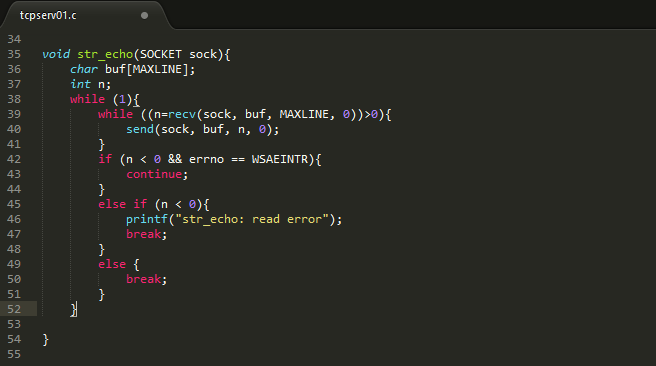 tcpserv01.c
34
35 void str_echo(SOCKET sock){
36     char buf[MAXLINE];
37     int n;
38     while (1){
39         while ((n=recv(sock, buf, MAXLINE, 0))>0){
40             send(sock, buf, n, 0);
41         }
42         if (n < 0 && errno == WSAEINTR){
43             continue;
44         }
45         else if (n < 0){
46             printf("str_echo: read error");
47             break;
48         }
49         else {
50             break;
51         }
52     }
53
54 }
55